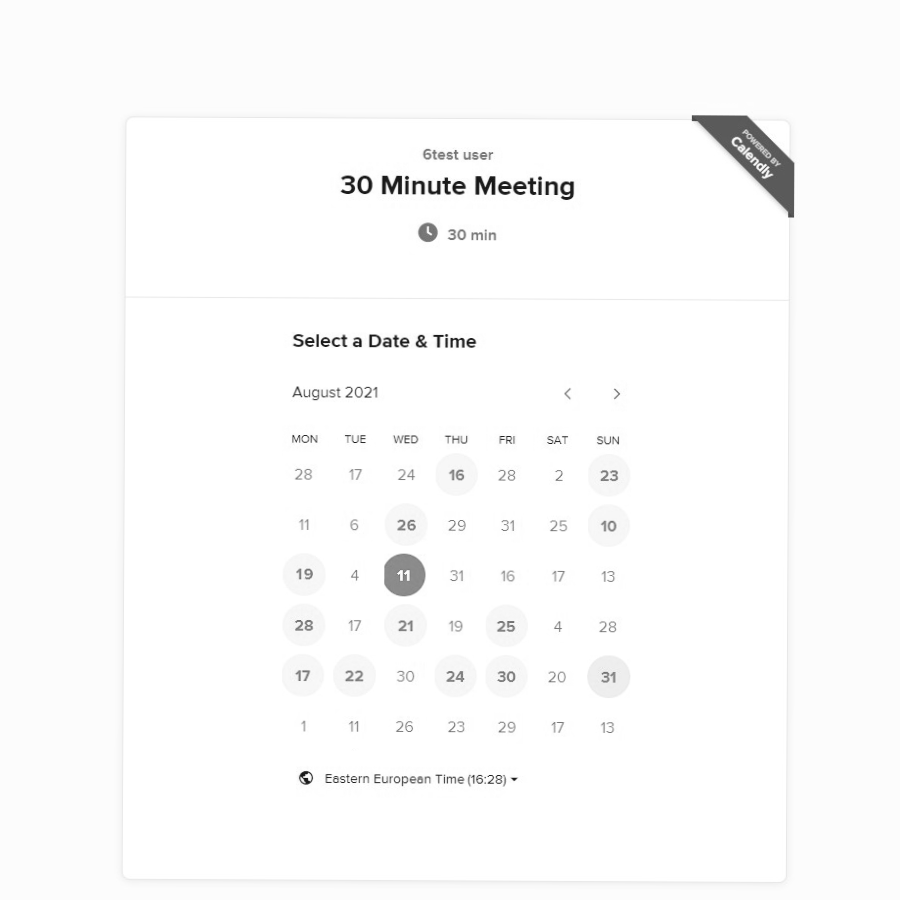 POWERED BY
Calendly
6test user
30 Minute Meeting
30 min
Select a Date & Time
August 2021
MON TUE WED THU FRI SAT SUN
28 17 24 16 28 2 23
11 6 26 29 31 25 10
19 4 11 31 16 17 13
28 17 21 19 25 4 28
17 22 30 24 30 20 31
1 11 26 23 29 17 13
Eastern European Time (16:28)